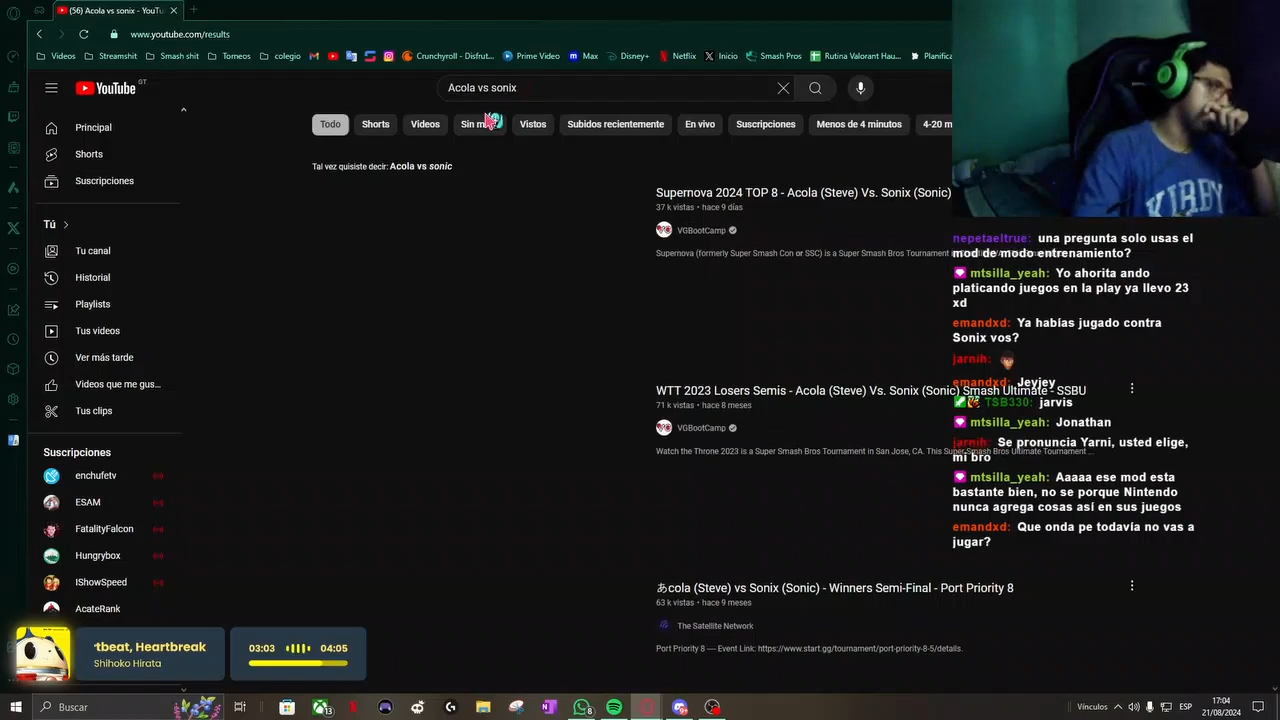 (56) Acola vs sonix - YouTu
www.youtube.com/results
Videos
Streamshit
Smash shit
Torneos
colegio
Crunchyroll - Disfrut...
Prime Video
Max
Disney+
Netflix
Inicio
Smash Pros
Rutina Valorant Hau...
Planifica
YouTube GT
Acola vs sonix
Todo
Shorts
Videos
Vistos
Subidos recientemente
En vivo
Suscripciones
Menos de 4 minutos
Tal vez quisiste decir: Acola vs sonic
Principal
Shorts
Suscripciones
Tú
Tu canal
Historial
Playlists
Tus videos
Ver más tarde
Videos que me gus...
Tus clips
Suscripciones
enchufetv
ESAM
FatalityFalcon
Hungrybox
IShowSpeed
AcateRank
Supernova 2024 TOP 8 - Acola (Steve) Vs. Sonix (Sonic)
37 k vistas • hace 9 días
VGBootCamp
Supernova (formerly Super Smash Con or SSC) is a Super Smash Bros Tournament
WTT 2023 Losers Semis - Acola (Steve) Vs. Sonix (Sonic) Smash Ultimate - SSBU
71 k vistas • hace 8 meses
VGBootCamp
Watch the Throne 2023 is a Super Smash Bros Tournament in San Jose, CA. This Super Smash Bros Ultimate Tournament ...
あcola (Steve) vs Sonix (Sonic) - Winners Semi-Final - Port Priority 8
63 k vistas • hace 9 meses
The Satellite Network
Port Priority 8 — Event Link: https://www.start.gg/tournament/port-priority-8-5/details.
KIRBY
nepetaeltrue: una pregunta solo usas el
mod de modo entrenamiento?
mtsilla_yeah: Yo ahorita ando
platicando juegos en la play ya llevo 23
xd
emandxd: Ya habías jugado contra
Sonix vos?
jarnih:
emandxd: Jeyjey
TSB330: jarvis
mtsilla_yeah: Jonathan
jarnih: Se pronuncia Yarni, usted elige,
mi bro
mtsilla_yeah: Aaaaa ese mod esta
bastante bien, no se porque Nintendo
nunca agrega cosas así en sus juegos
emandxd: Que onda pe todavía no vas a
jugar?
tbeat, Heartbreak
Shihoko Hirata
03:03
04:05
Buscar
13
8
Vínculos
ESP
17:04
21/08/2024